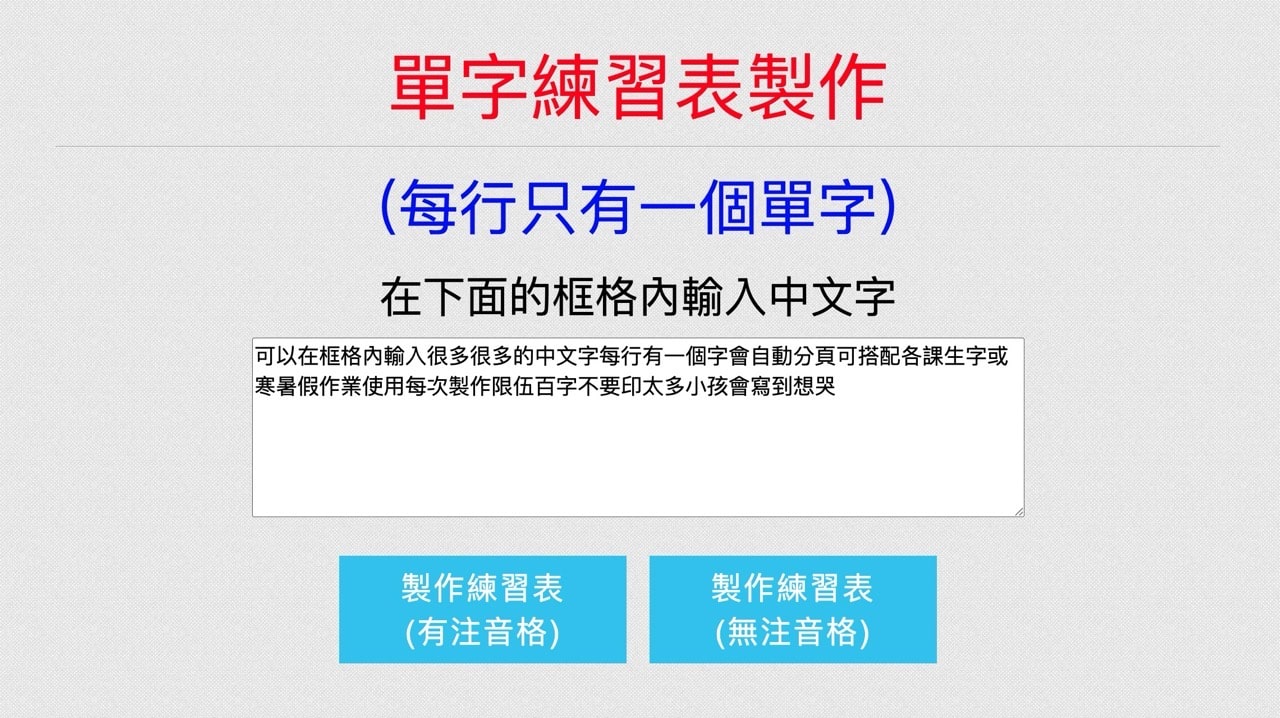 單字練習表製作
(每行只有一個單字)
在下面的框格內輸入中文字
可以在框格內輸入很多很多的中文字每行有一個字會自動分頁可搭配各課生字或
寒暑假作業使用每次製作限伍百字不要印太多小孩會寫到想哭
製作練習表
(有注音格)
製作練習表
(無注音格)